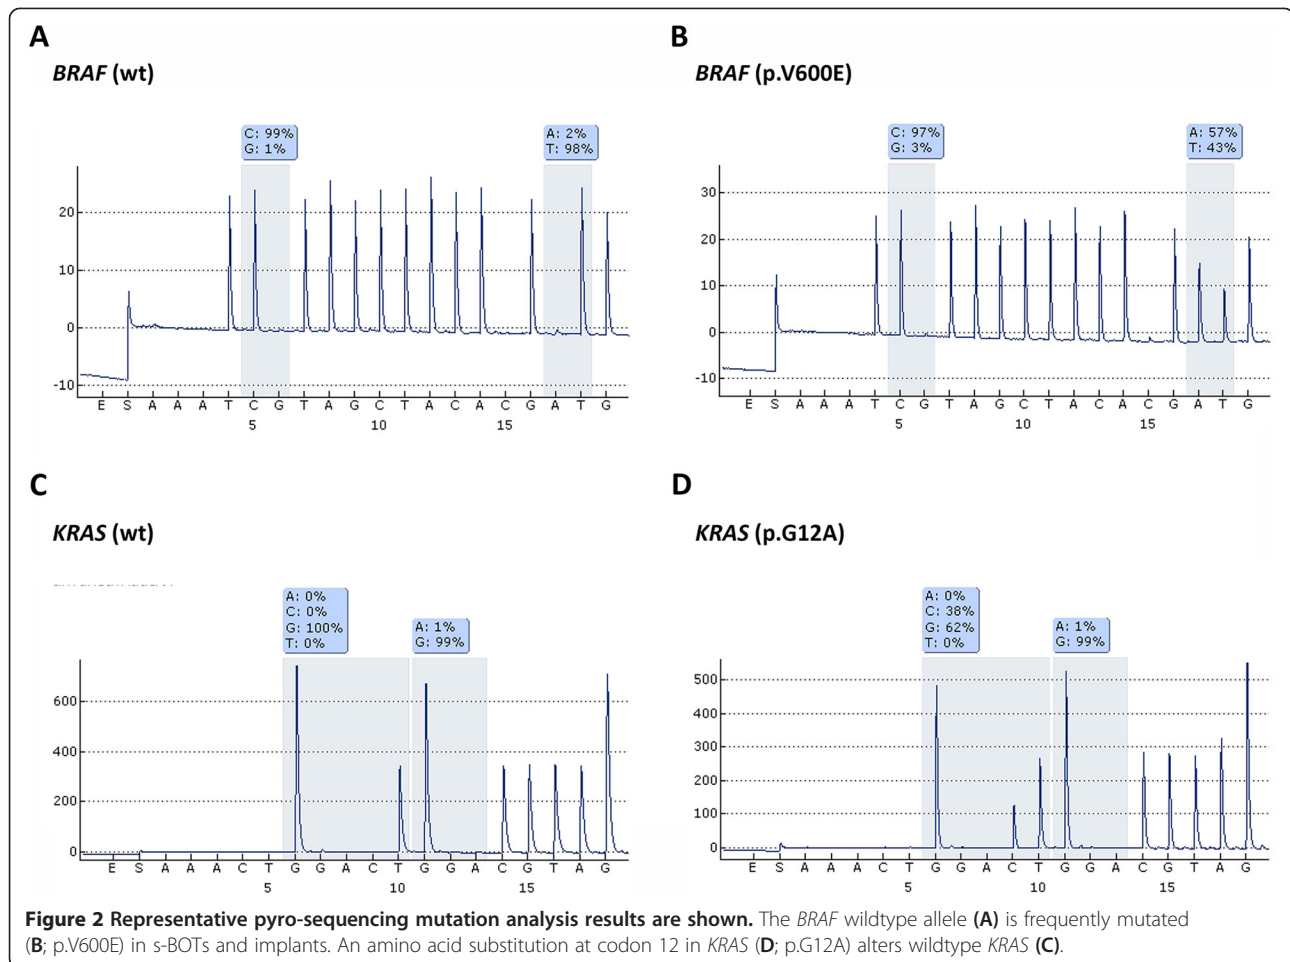 A
BRAF (wt)
C: 99%
G: 1%
A: 2%
T: 98%
20
10
0
-10
E S A A A T C G T A G C T A C A C G A T G
5 10 15
B
BRAF (p.V600E)
C: 97%
G: 3%
A: 57%
T: 43%
30
20
10
0
-10
E S A A A T C G T A G C T A C A C G A T G
5 10 15
C
KRAS (wt)
A: 0%
C: 0%
G: 100%
T: 0%
A: 1%
G: 99%
600
400
200
0
E S A A A C T G G A C T G G A C G T A G
5 10 15
D
KRAS (p.G12A)
A: 0%
C: 38%
G: 62%
T: 0%
A: 1%
G: 99%
500
400
300
200
100
0
E S A A A C T G G A C T G G A C G T A G
5 10 15
Figure 2 Representative pyro-sequencing mutation analysis results are shown. The BRAF wildtype allele (A) is frequently mutated
(B; p.V600E) in s-BOTs and implants. An amino acid substitution at codon 12 in KRAS (D; p.G12A) alters wildtype KRAS (C).